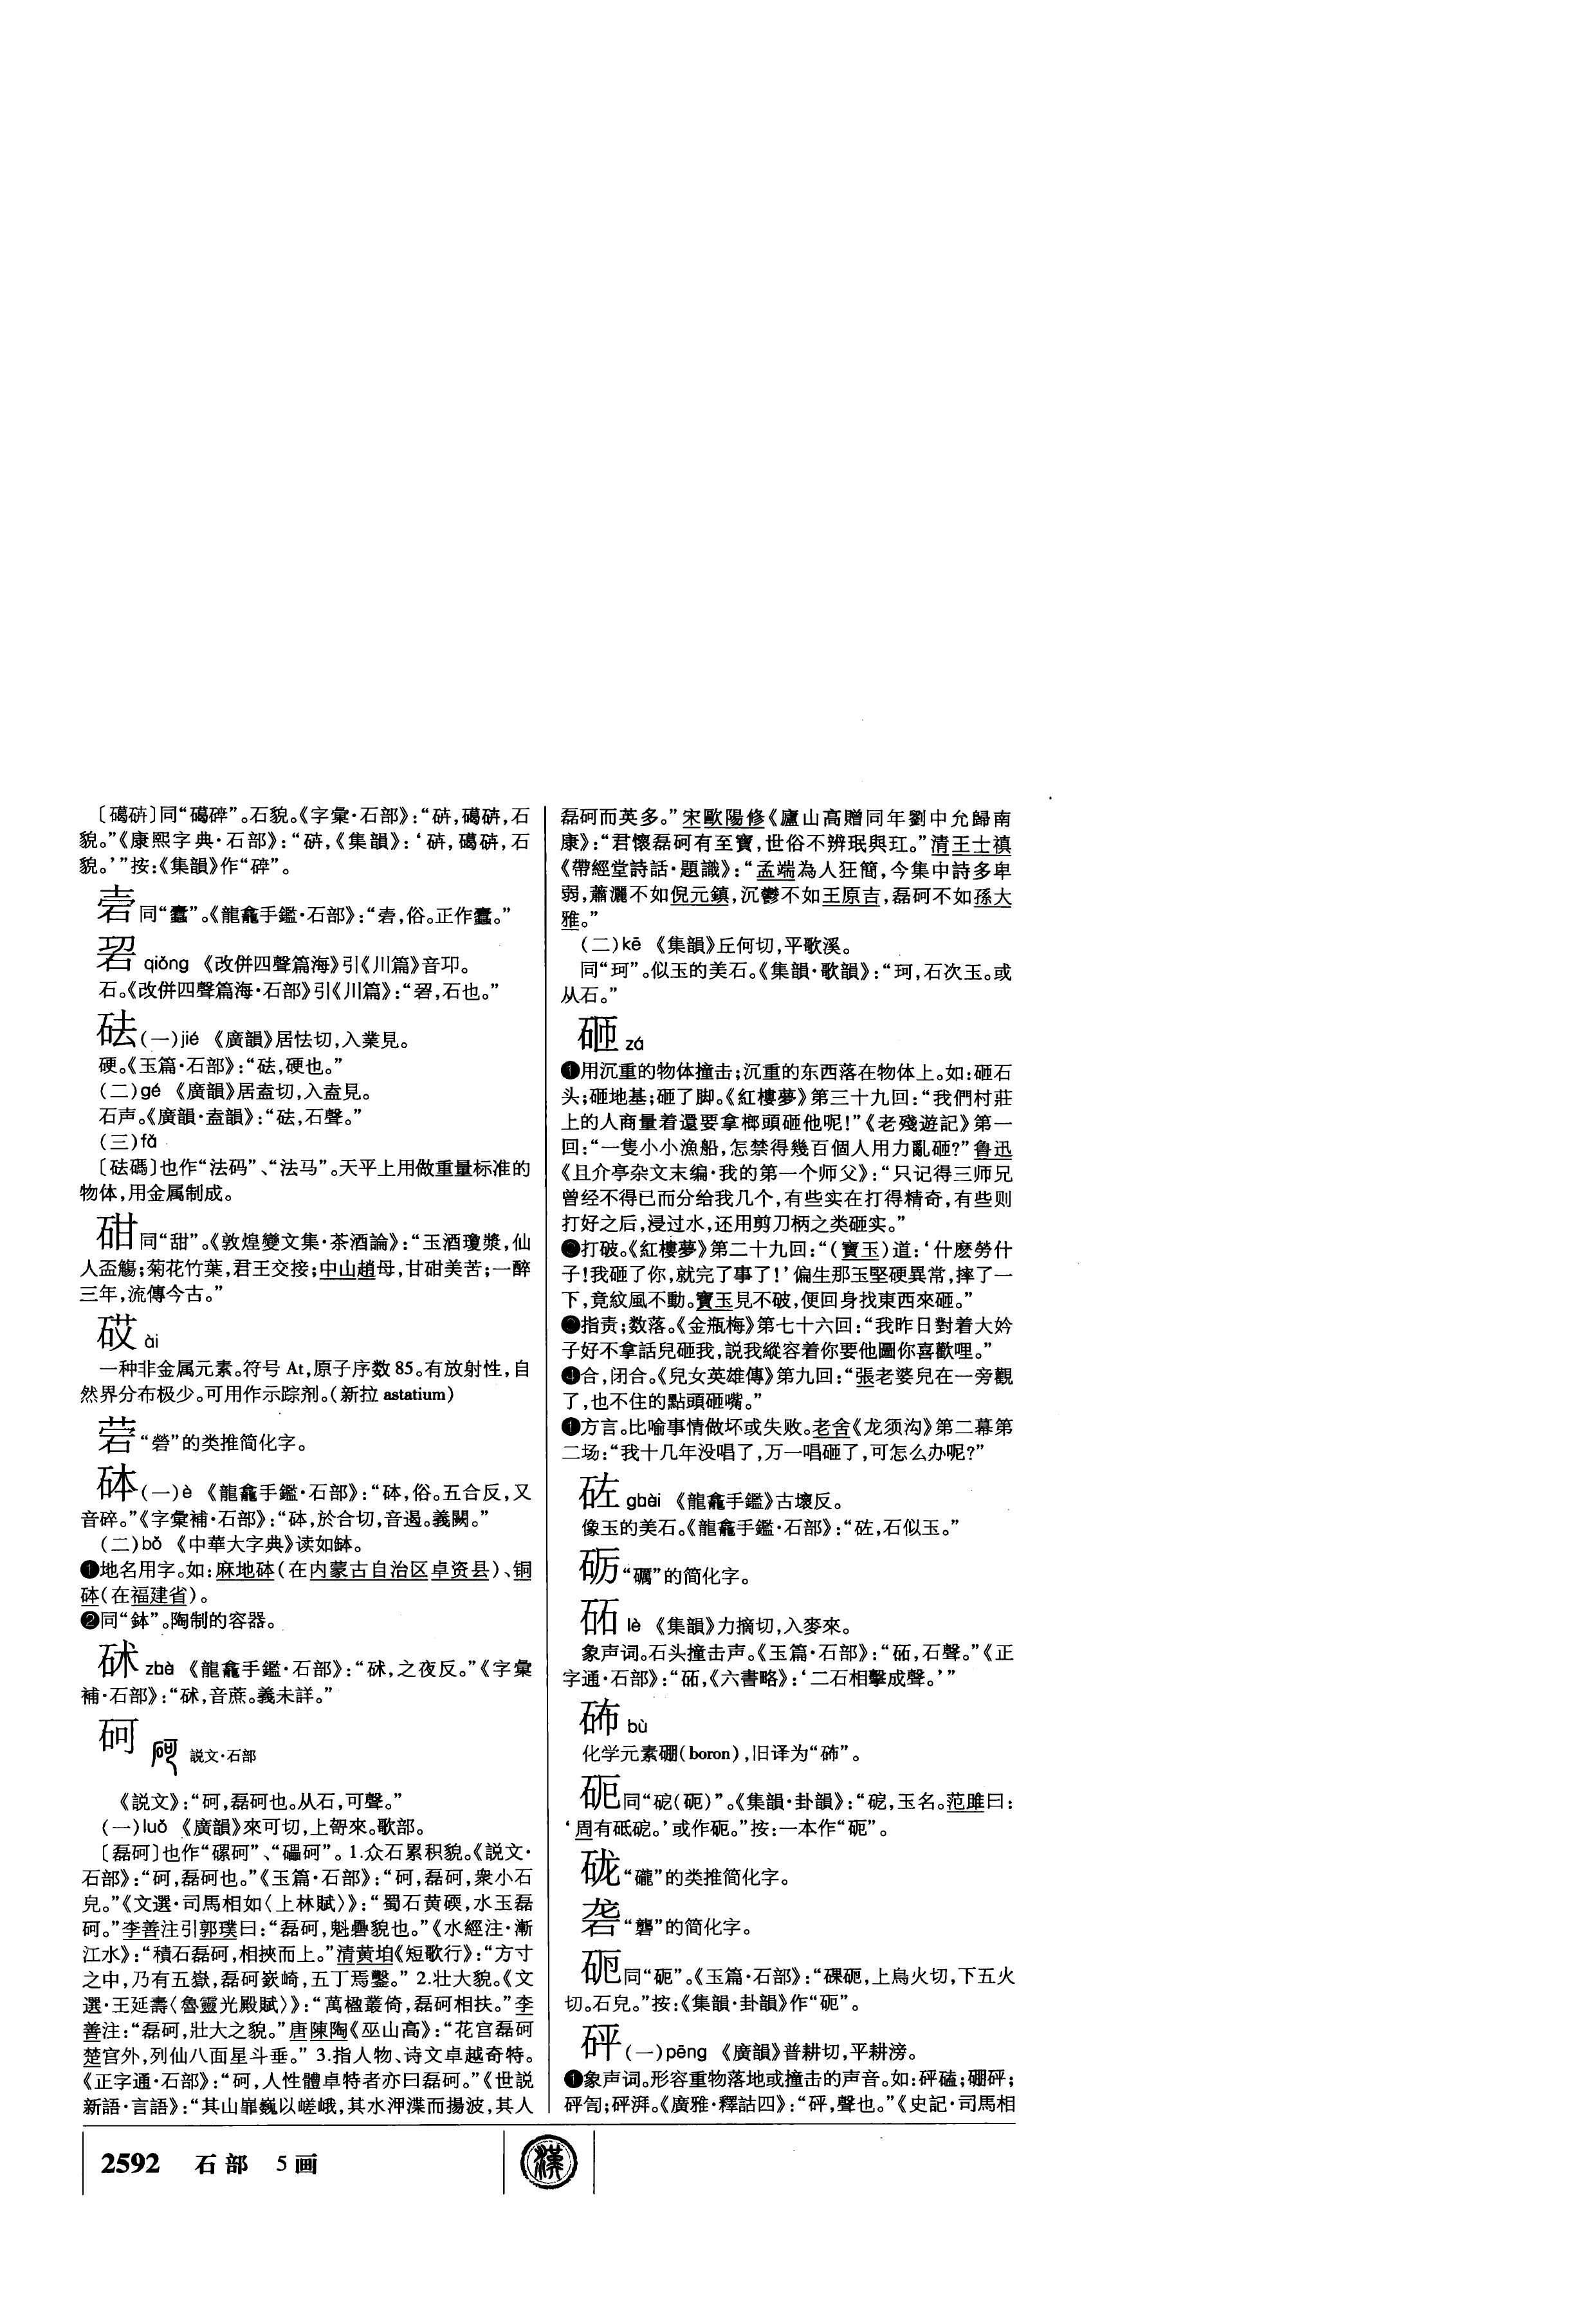 〔碣𥐻〕同“碣碎”。石貌。《字彙·石部》：“𥐻，碣𥐻，石
貌。”《康熙字典·石部》：“𥐻，《集韻》：‘𥐻，碣𥐻，石
貌。’”按：《集韻》作“碎”。
同“蠹”。《龍龕手鑑·石部》：“，俗。正作蠹。”
qiǒng 《改併四聲篇海》引《川篇》音卭。
石。《改併四聲篇海·石部》引《川篇》：“，石也。”
砝(一)jié 《廣韻》居怯切，入業見。
硬。《玉篇·石部》：“砝，硬也。”
(二)gé 《廣韻》居盍切，入盍見。
石声。《廣韻·盍韻》：“砝，石聲。”
(三)fǎ
〔砝碼〕也作“法码”、“法马”。天平上用做重量标准的
物体，用金属制成。
䂲同“甜”。《敦煌變文集·茶酒論》：“玉酒瓊漿，仙
人盃觴；菊花竹葉，君王交接；中山趙母，甘䂲美苦；一醉
三年，流傳今古。”
砹 ài
一种非金属元素。符号 At，原子序数 85。有放射性，自
然界分布极少。可用作示踪剂。(新拉 astatium)
“礐”的类推简化字。
砵(一)è 《龍龕手鑑·石部》：“砵，俗。五合反，又
音碎。”《字彙補·石部》：“砵，於合切，音遏。義闕。”
(二)bǒ 《中華大字典》读如缽。
❶地名用字。如：麻地砵(在内蒙古自治区卓资县)、铜
砵(在福建省)。
❷同“鉢”。陶制的容器。
zhà 《龍龕手鑑·石部》：“，之夜反。”《字彙
補·石部》：“，音蔗。義未詳。”
砢 説文·石部
《説文》：“砢，磊砢也。从石，可聲。”
(一)luǒ 《廣韻》來可切，上哿來。歌部。
〔磊砢〕也作“磥砢”、“礧砢”。1.众石累积貌。《説文·
石部》：“砢，磊砢也。”《玉篇·石部》：“砢，磊砢，衆小石
皃。”《文選·司馬相如〈上林賦〉》：“蜀石黄碝，水玉磊
砢。”李善注引郭璞曰：“磊砢，魁礨貌也。”《水經注·漸
江水》：“積石磊砢，相挾而上。”清黄垍《短歌行》：“方寸
之中，乃有五嶽，磊砢嶔崎，五丁焉鑿。” 2.壮大貌。《文
選·王延壽〈魯靈光殿賦〉》：“萬楹叢倚，磊砢相扶。”李
善注：“磊砢，壯大之貌。”唐陳陶《巫山高》：“花宫磊砢
楚宫外，列仙八面星斗垂。” 3.指人物、诗文卓越奇特。
《正字通·石部》：“砢，人性體卓特者亦曰磊砢。”《世説
新語·言語》：“其山崋巍以嵯峨，其水㳌渫而揚波，其人
磊砢而英多。”宋歐陽修《廬山高贈同年劉中允歸南
康》：“君懷磊砢有至寶，世俗不辨珉與玒。”清王士禛
《帶經堂詩話·題識》：“孟端為人狂簡，今集中詩多卑
弱，蕭灑不如倪元鎮，沉鬱不如王原吉，磊砢不如孫大
雅。”
(二)kē 《集韻》丘何切，平歌溪。
同“珂”。似玉的美石。《集韻·歌韻》：“珂，石次玉。或
从石。”
砸 zá
❶用沉重的物体撞击；沉重的东西落在物体上。如：砸石
头；砸地基；砸了脚。《紅樓夢》第三十九回：“我們村莊
上的人商量着還要拿榔頭砸他呢！”《老殘遊記》第一
回：“一隻小小漁船，怎禁得幾百個人用力亂砸？”鲁迅
《且介亭杂文末编·我的第一个师父》：“只记得三师兄
曾经不得已而分给我几个，有些实在打得精奇，有些则
打好之后，浸过水，还用剪刀柄之类砸实。”
❷打破。《紅樓夢》第二十九回：“(寶玉)道：‘什麽勞什
子！我砸了你，就完了事了！’偏生那玉堅硬異常，摔了一
下，竟紋風不動。寶玉見不破，便回身找東西來砸。”
❸指责；数落。《金瓶梅》第七十六回：“我昨日對着大妗
子好不拿話兒砸我，説我縱容着你要他圖你喜歡哩。”
❹合，闭合。《兒女英雄傳》第九回：“張老婆兒在一旁觀
了，也不住的點頭砸嘴。”
❶方言。比喻事情做坏或失败。老舍《龙须沟》第二幕第
二场：“我十几年没唱了，万一唱砸了，可怎么办呢？”
gbài 《龍龕手鑑》古壞反。
像玉的美石。《龍龕手鑑·石部》：“，石似玉。”
砺“礪”的简化字。
砳 lè 《集韻》力摘切，入麥來。
象声词。石头撞击声。《玉篇·石部》：“砳，石聲。”《正
字通·石部》：“砳，《六書略》：‘二石相擊成聲。’”
bù
化学元素硼(boron)，旧译为“”。
同“硊(砨)”。《集韻·卦韻》：“硊，玉名。范雎曰：
‘周有砥硊。’或作。”按：一本作“砨”。
砻“瓏”的类推简化字。
砻“礱”的简化字。
砨同“”。《玉篇·石部》：“砨，上烏火切，下五火
切。石皃。”按：《集韻·卦韻》作“”。
砰(一)pēng 《廣韻》普耕切，平耕滂。
❶象声词。形容重物落地或撞击的声音。如：砰磕；硼砰；
砰訇；砰湃。《廣雅·釋詁四》：“砰，聲也。”《史記·司馬相
2592 石部 5画
漢